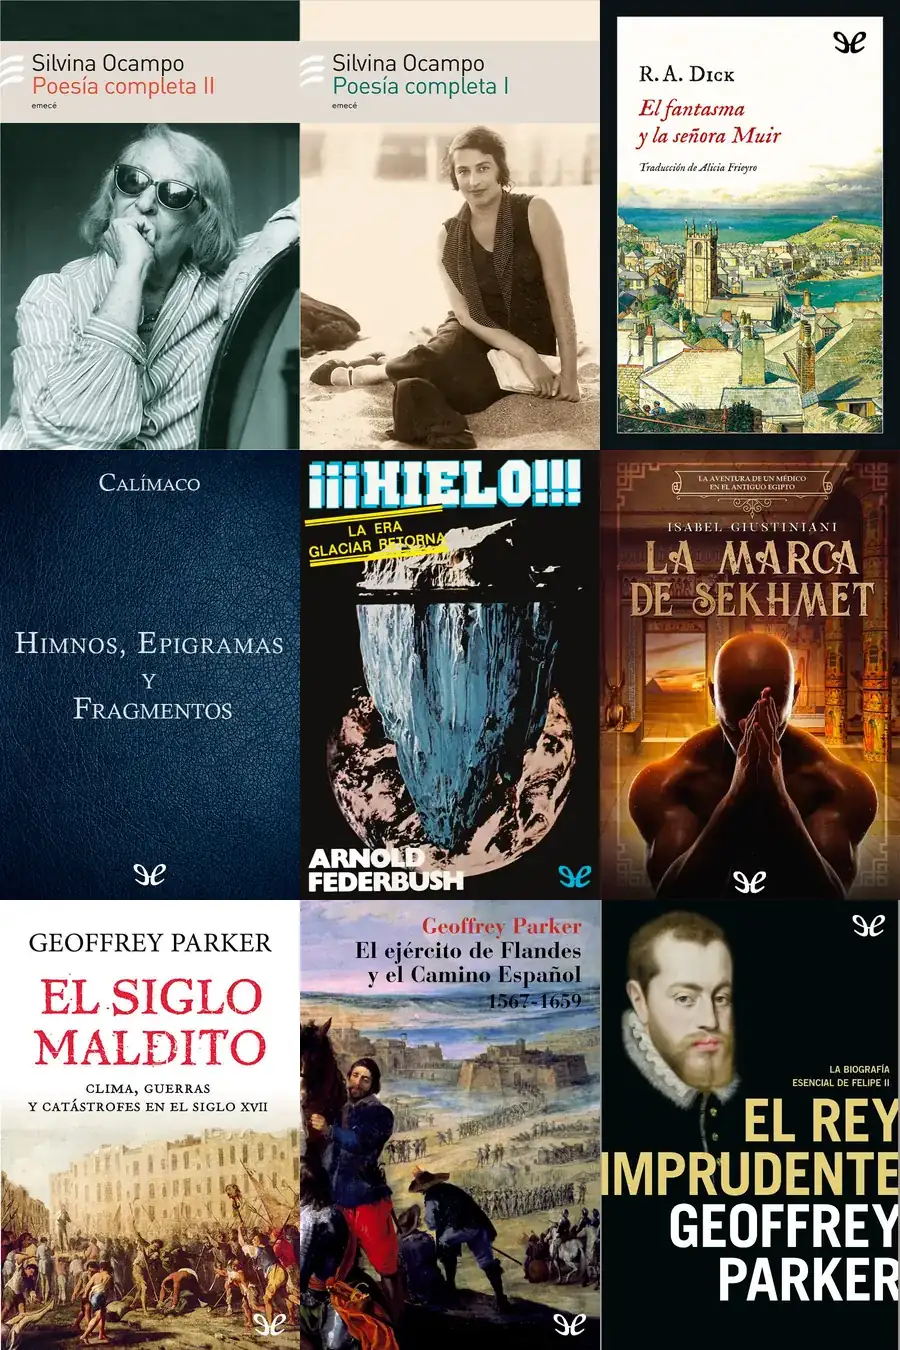 Silvina Ocampo
Poesía completa II
emecé
Silvina Ocampo
Poesía completa I
emecé
R. A. Dick
El fantasma
y la señora Muir
Traducción de Alicia Frieyro
Calímaco
Himnos, Epigramas
y
Fragmentos
¡¡¡HIELO!!!
LA ERA
GLACIAR RETORNA
ARNOLD
FEDERBUSH
LA AVENTURA DE UN MÉDICO
EN EL ANTIGUO EGIPTO
ISABEL GIUSTINIANI
LA MARCA
DE SEKHMET
GEOFFREY PARKER
EL SIGLO
MALDITO
CLIMA, GUERRAS
Y CATÁSTROFES EN EL SIGLO XVII
Geoffrey Parker
El ejército de Flandes
y el Camino Español
1567-1659
LA BIOGRAFÍA
ESENCIAL DE FELIPE II
EL REY
IMPRUDENTE
GEOFFREY
PARKER